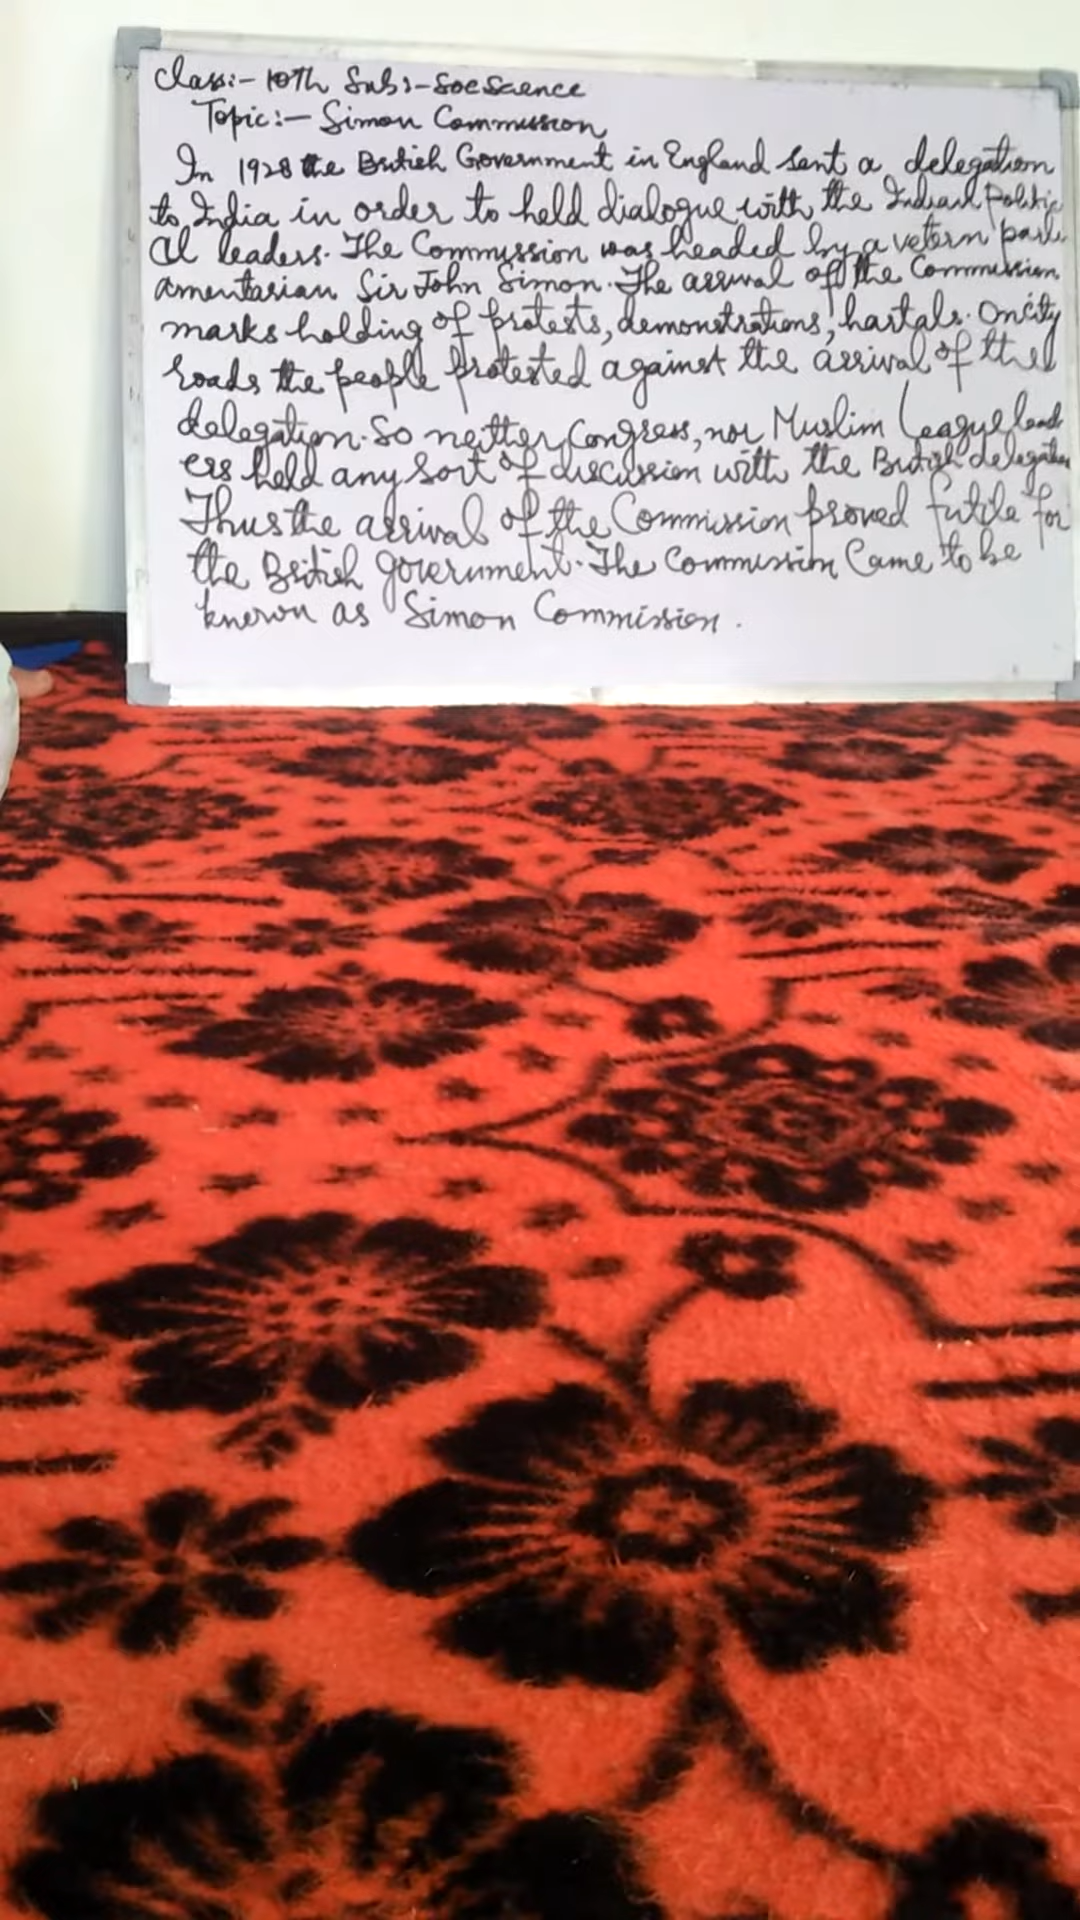 Class:- 10Th Sub:- Soc Science
Topic:- Simon Commission
In 1928 the British Government in England sent a delegation
to India in order to held dialogue with the Indian Politic
al leaders. The Commission was headed by a vetern parli
amentarian Sir John Simon. The arrival of the Commission
marks holding of protests, demonstrations, hartals. On city
roads the people protested against the arrival of the
delegation. So neither Congress, nor Muslim League lead
ers held any sort of discussion with the British delegation
Thus the arrival of the Commission proved futile for
the British government. The Commission Came to be
known as Simon Commission.